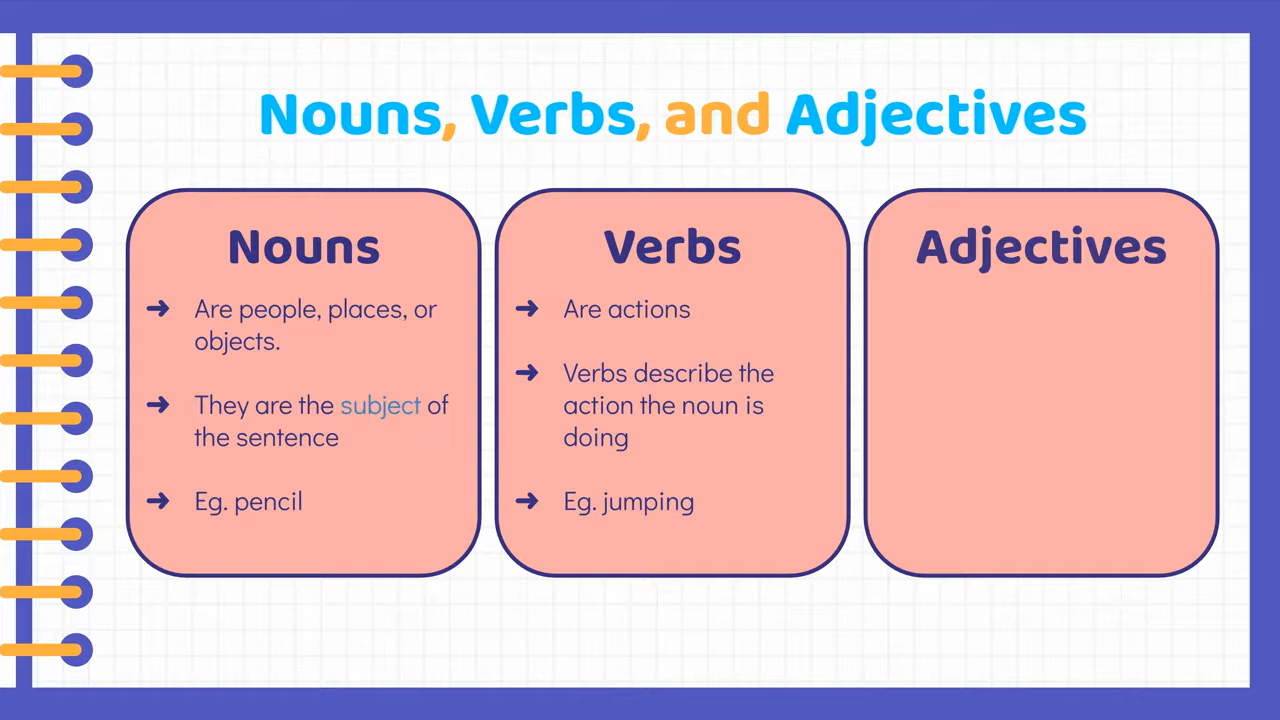 Nouns, Verbs, and Adjectives
Nouns
➜ Are people, places, or
objects.
➜ They are the subject of
the sentence
➜ Eg. pencil
Verbs
➜ Are actions
➜ Verbs describe the
action the noun is
doing
➜ Eg. jumping
Adjectives